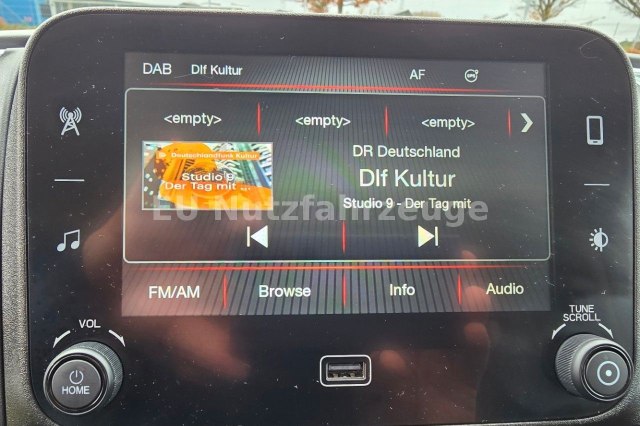 DAB Dlf Kultur AF
<empty> <empty> <empty>
Deutschlandfunk Kultur
Studio 9
Der Tag mit ...
DR Deutschland
Dlf Kultur
Studio 9 - Der Tag mit
EU Nutzfahrzeuge
FM/AM Browse Info Audio
VOL
HOME
TUNE
SCROLL